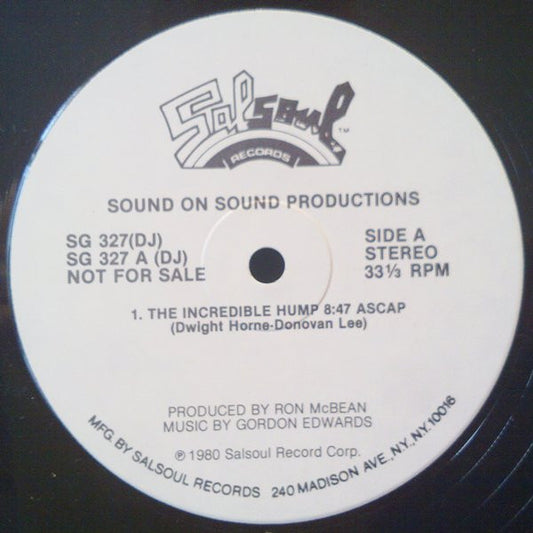 Salsoul
RECORDS
TM
SOUND ON SOUND PRODUCTIONS
SG 327(DJ)
SG 327 A (DJ)
NOT FOR SALE
SIDE A
STEREO
33⅓ RPM
1. THE INCREDIBLE HUMP 8:47 ASCAP
(Dwight Horne-Donovan Lee)
PRODUCED BY RON McBEAN
MUSIC BY GORDON EDWARDS
℗ 1980 Salsoul Record Corp.
MFG. BY SALSOUL RECORDS 240 MADISON AVE., NY, NY 10016